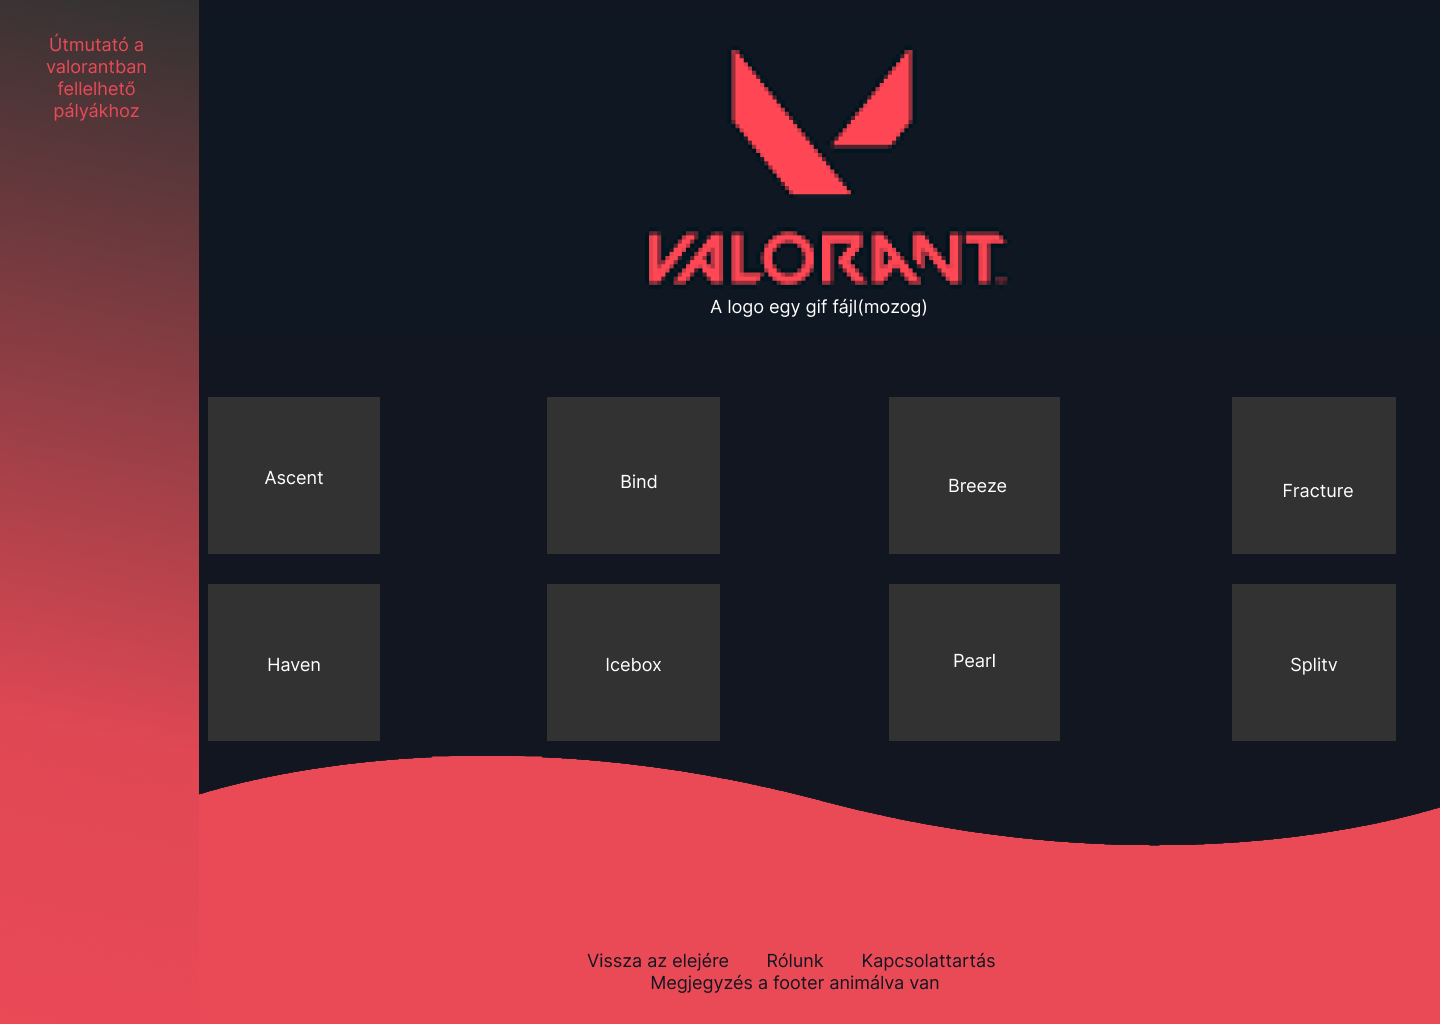 Útmutató a
valorantban
fellelhető
pályákhoz
VALORANT
A logo egy gif fájl(mozog)
Ascent
Bind
Breeze
Fracture
Haven
Icebox
Pearl
Splitv
Vissza az elejére Rólunk Kapcsolattartás
Megjegyzés a footer animálva van